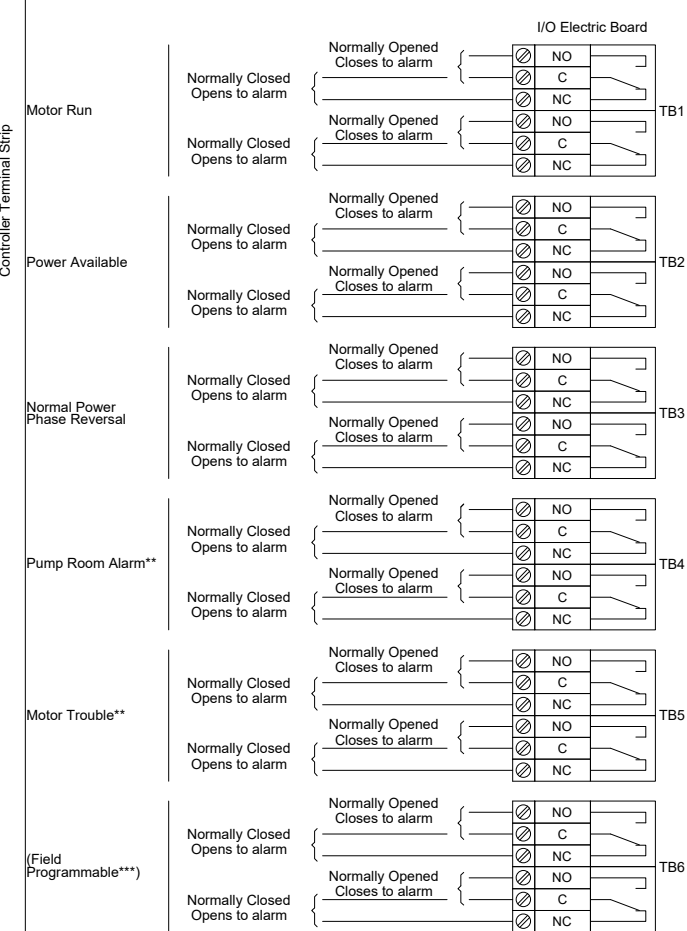 Controller Terminal Strip
I/O Electric Board
Motor Run
Normally Opened
Closes to alarm
Normally Closed
Opens to alarm
Normally Opened
Closes to alarm
Normally Closed
Opens to alarm
NO
C
NC
NO
C
NC
TB1
Power Available
Normally Opened
Closes to alarm
Normally Closed
Opens to alarm
Normally Opened
Closes to alarm
Normally Closed
Opens to alarm
NO
C
NC
NO
C
NC
TB2
Normal Power
Phase Reversal
Normally Opened
Closes to alarm
Normally Closed
Opens to alarm
Normally Opened
Closes to alarm
Normally Closed
Opens to alarm
NO
C
NC
NO
C
NC
TB3
Pump Room Alarm**
Normally Opened
Closes to alarm
Normally Closed
Opens to alarm
Normally Opened
Closes to alarm
Normally Closed
Opens to alarm
NO
C
NC
NO
C
NC
TB4
Motor Trouble**
Normally Opened
Closes to alarm
Normally Closed
Opens to alarm
Normally Opened
Closes to alarm
Normally Closed
Opens to alarm
NO
C
NC
NO
C
NC
TB5
(Field
Programmable***)
Normally Opened
Closes to alarm
Normally Closed
Opens to alarm
Normally Opened
Closes to alarm
Normally Closed
Opens to alarm
NO
C
NC
NO
C
NC
TB6